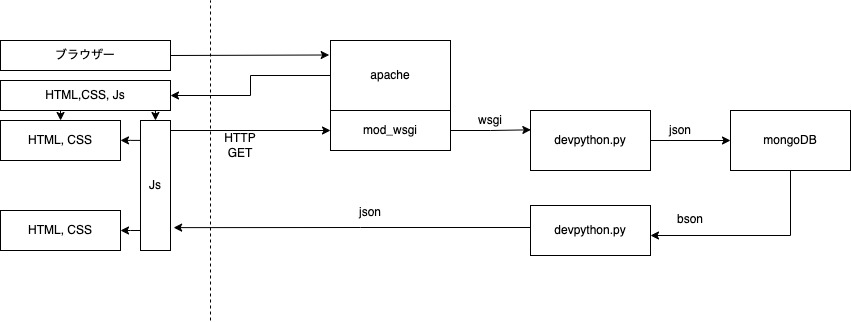 ブラウザー
apache
HTML,CSS, Js
HTML, CSS
HTTP
GET
mod_wsgi
wsgi
devpython.py
json
mongoDB
Js
HTML, CSS
json
devpython.py
bson